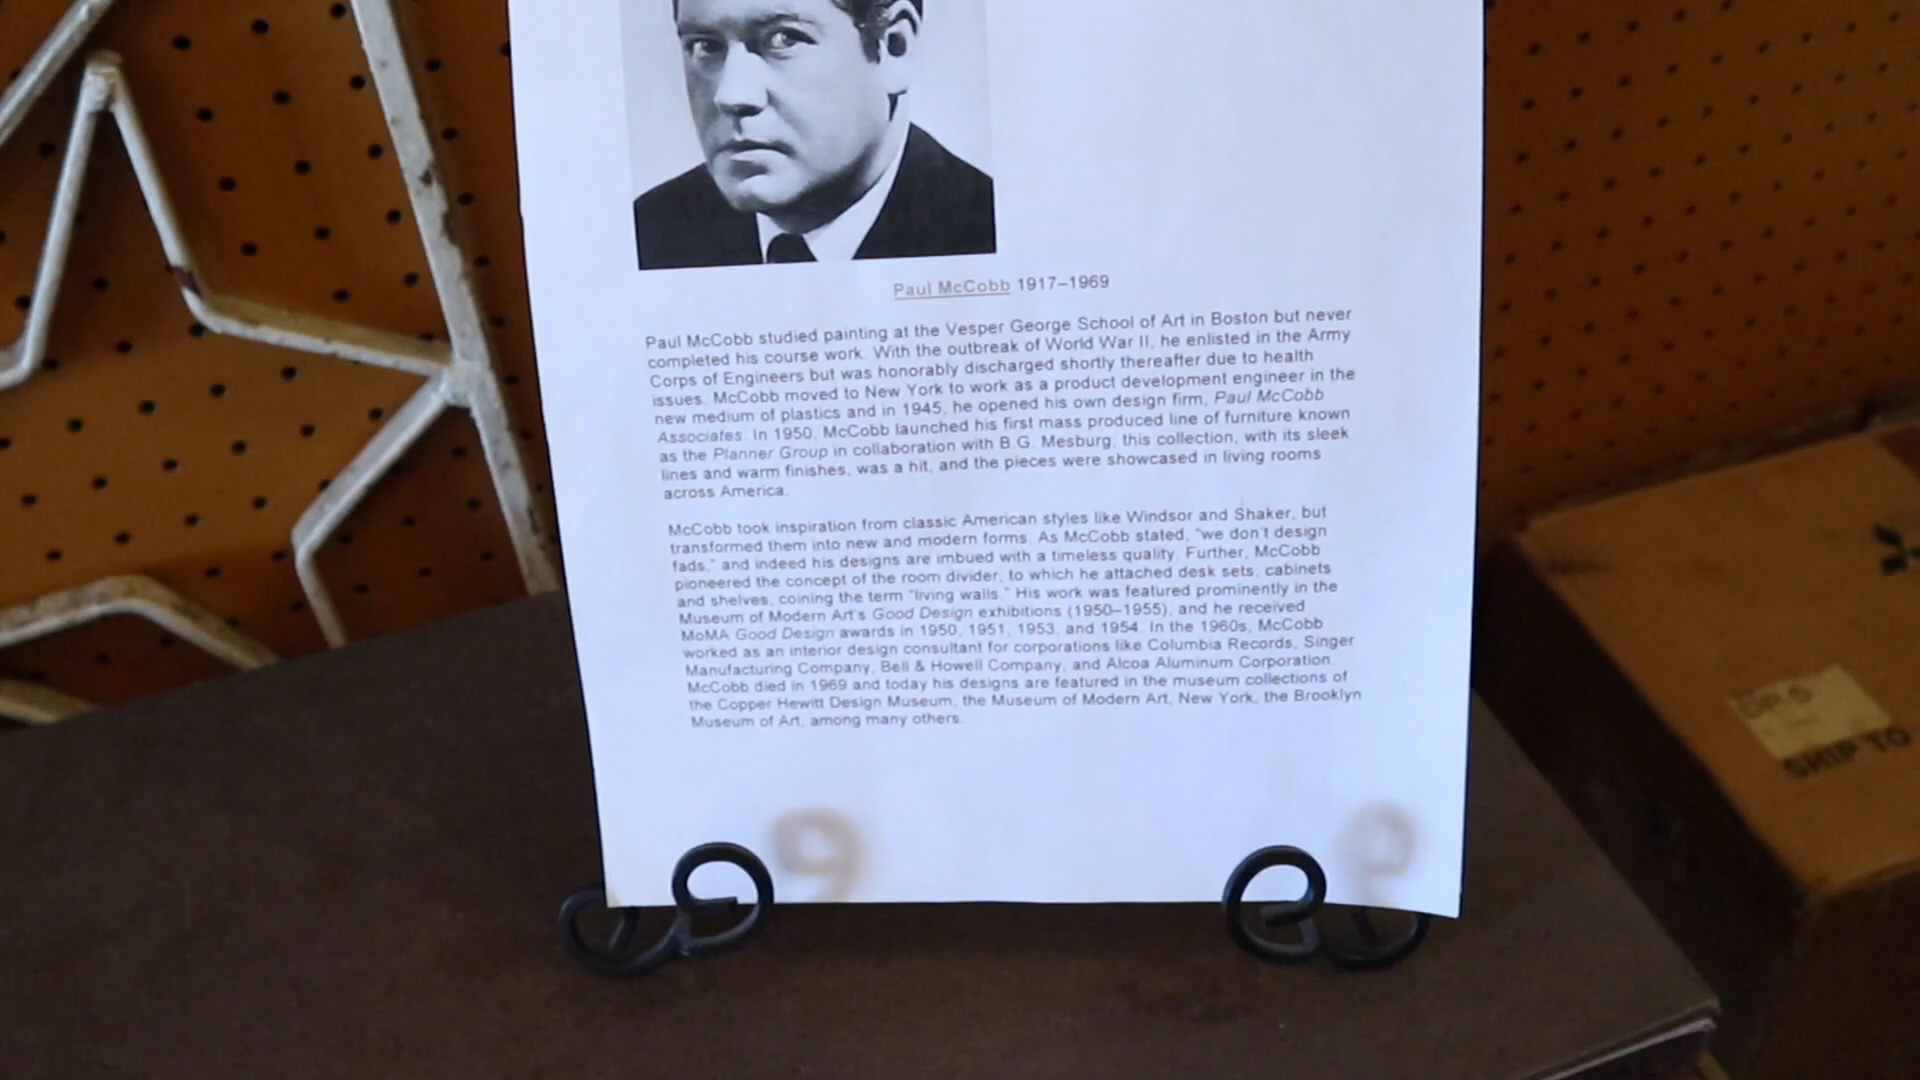 Paul McCobb 1917–1969
Paul McCobb studied painting at the Vesper George School of Art in Boston but never
completed his course work. With the outbreak of World War II, he enlisted in the Army
Corps of Engineers but was honorably discharged shortly thereafter due to health
issues. McCobb moved to New York to work as a product development engineer in the
new medium of plastics and in 1945, he opened his own design firm, Paul McCobb
Associates. In 1950, McCobb launched his first mass produced line of furniture known
as the Planner Group in collaboration with B.G. Mesburg; this collection, with its sleek
lines and warm finishes, was a hit, and the pieces were showcased in living rooms
across America.
McCobb took inspiration from classic American styles like Windsor and Shaker, but
transformed them into new and modern forms. As McCobb stated, "we don't design
fads," and indeed his designs are imbued with a timeless quality. Further, McCobb
pioneered the concept of the room divider, to which he attached desk sets, cabinets
and shelves, coining the term "living walls." His work was featured prominently in the
Museum of Modern Art's Good Design exhibitions (1950–1955), and he received
MoMA Good Design awards in 1950, 1951, 1953, and 1954. In the 1960s, McCobb
worked as an interior design consultant for corporations like Columbia Records, Singer
Manufacturing Company, Bell & Howell Company, and Alcoa Aluminum Corporation.
McCobb died in 1969 and today his designs are featured in the museum collections of
the Copper Hewitt Design Museum, the Museum of Modern Art, New York, the Brooklyn
Museum of Art, among many others.
SHIP TO